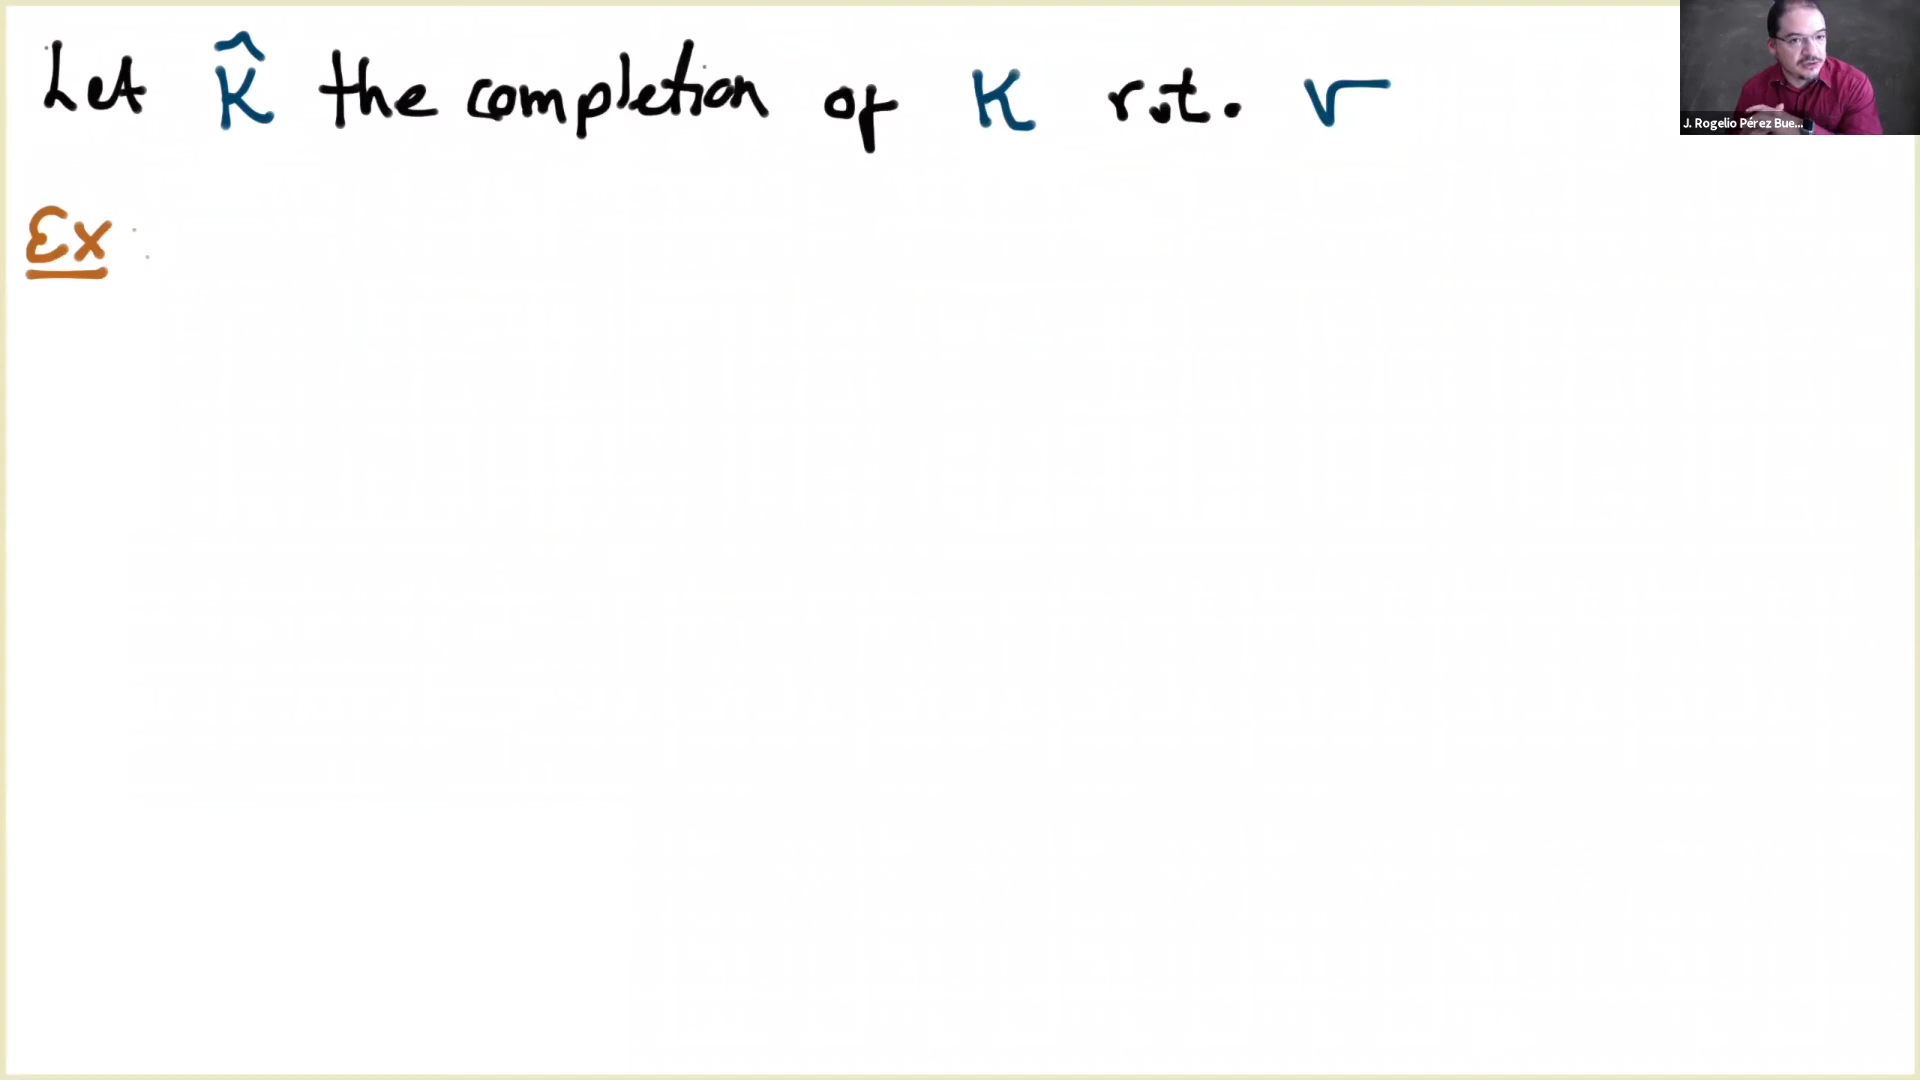 Let K̂ the completion of K r.t. v
Ex:
J. Rogelio Pérez Bue...